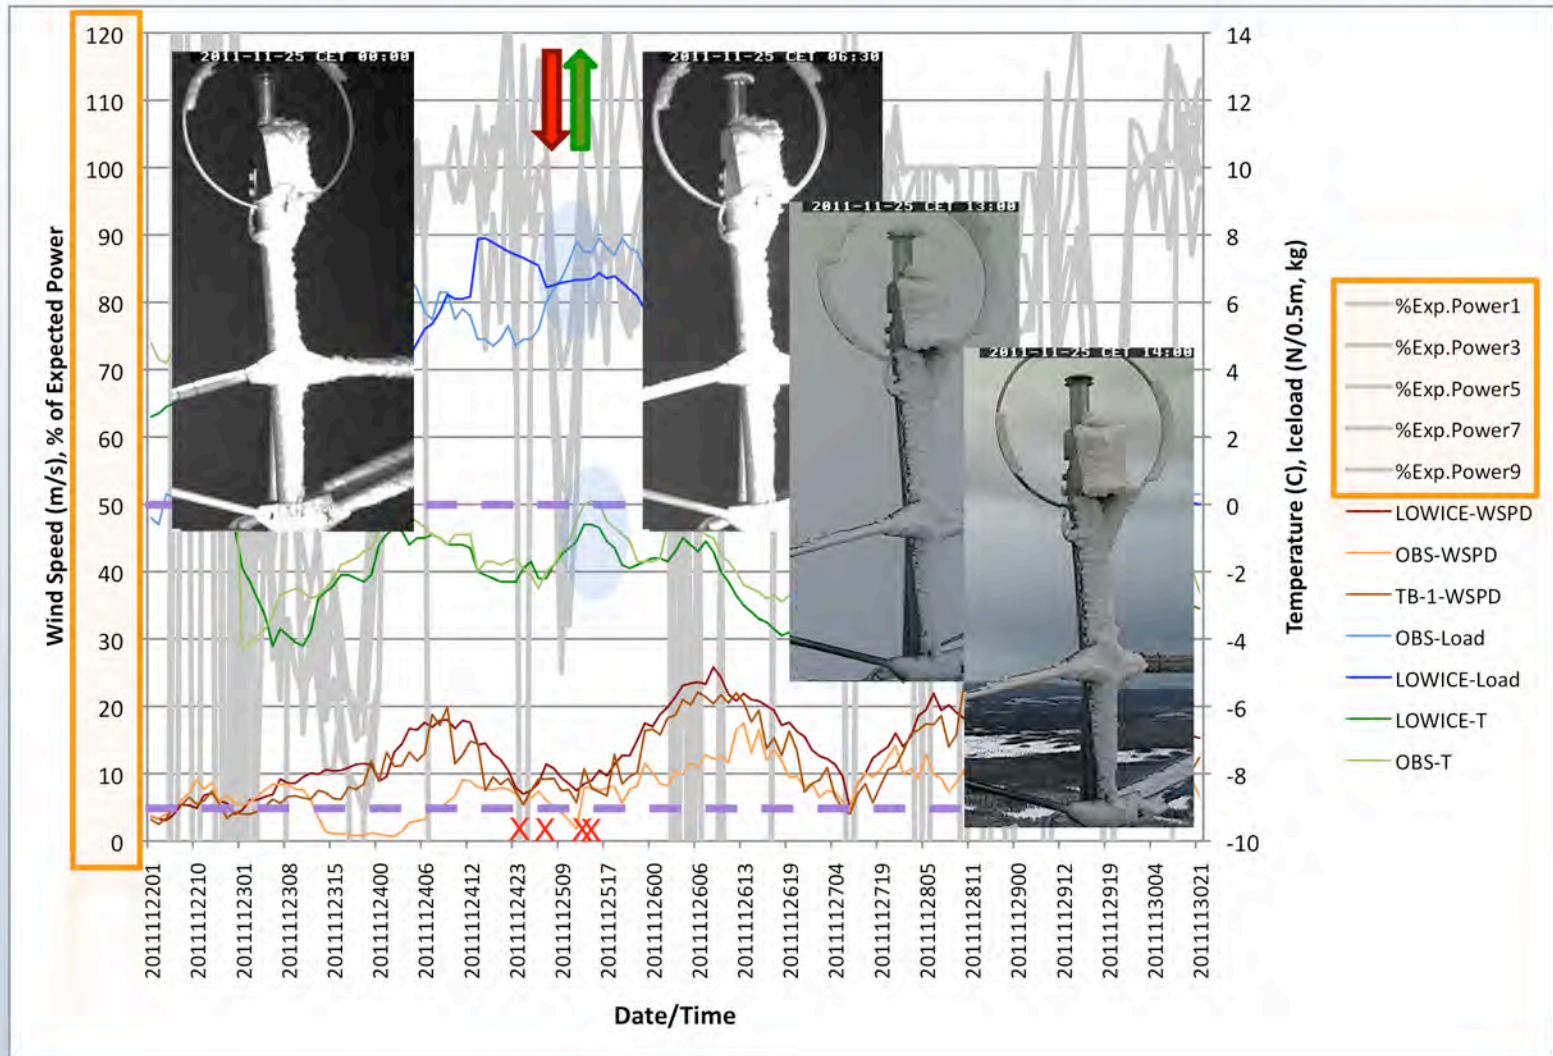 120
110
100
90
80
70
60
50
40
30
20
10
0
Wind Speed (m/s), % of Expected Power
2011-11-25 CET 00:00
2011-11-25 CET 06:30
2011-11-25 CET 13:00
2011-11-25 CET 14:00
X X XX
14
12
10
8
6
4
2
0
-2
-4
-6
-8
-10
Temperature (C), Iceload (N/0.5m, kg)
%Exp.Power1
%Exp.Power3
%Exp.Power5
%Exp.Power7
%Exp.Power9
LOWICE-WSPD
OBS-WSPD
TB-1-WSPD
OBS-Load
LOWICE-Load
LOWICE-T
OBS-T
2011112201
2011112210
2011112301
2011112308
2011112315
2011112400
2011112406
2011112412
2011112423
2011112509
2011112517
2011112600
2011112606
2011112613
2011112619
2011112704
2011112719
2011112805
2011112811
2011112900
2011112912
2011112919
2011113004
2011113021
Date/Time